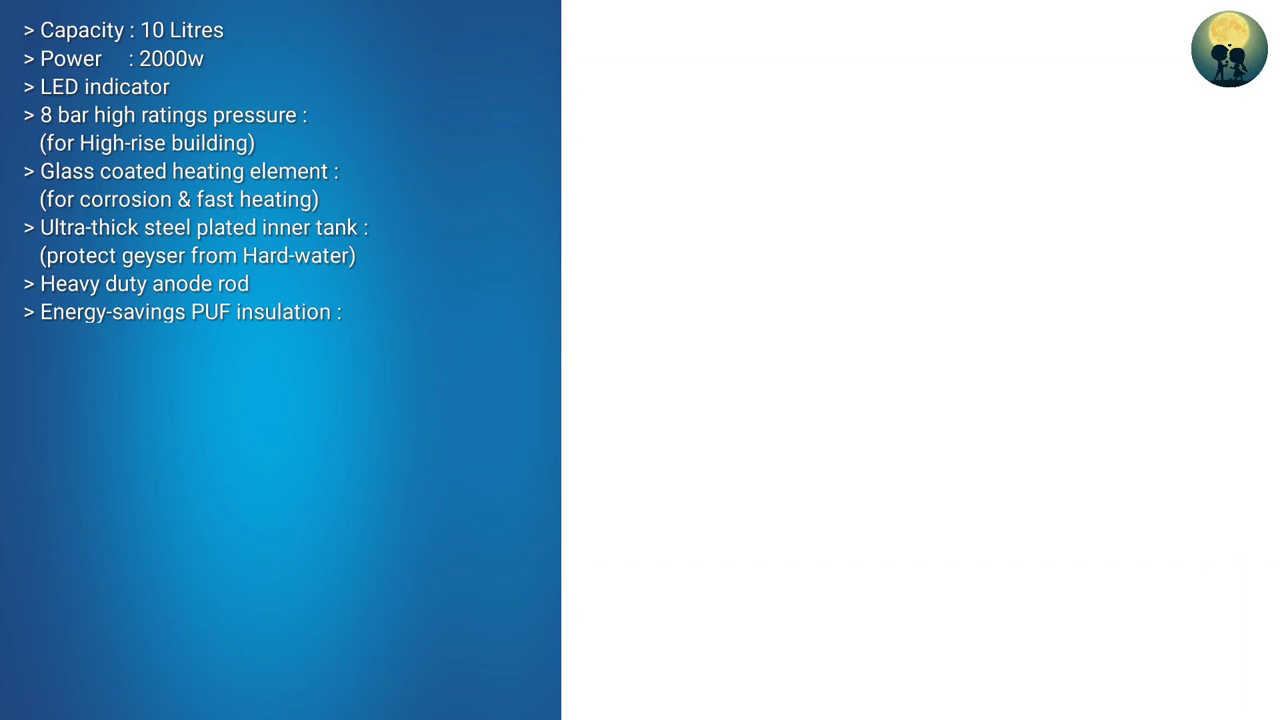 > Capacity : 10 Litres
> Power : 2000w
> LED indicator
> 8 bar high ratings pressure :
(for High-rise building)
> Glass coated heating element :
(for corrosion & fast heating)
> Ultra-thick steel plated inner tank :
(protect geyser from Hard-water)
> Heavy duty anode rod
> Energy-savings PUF insulation :